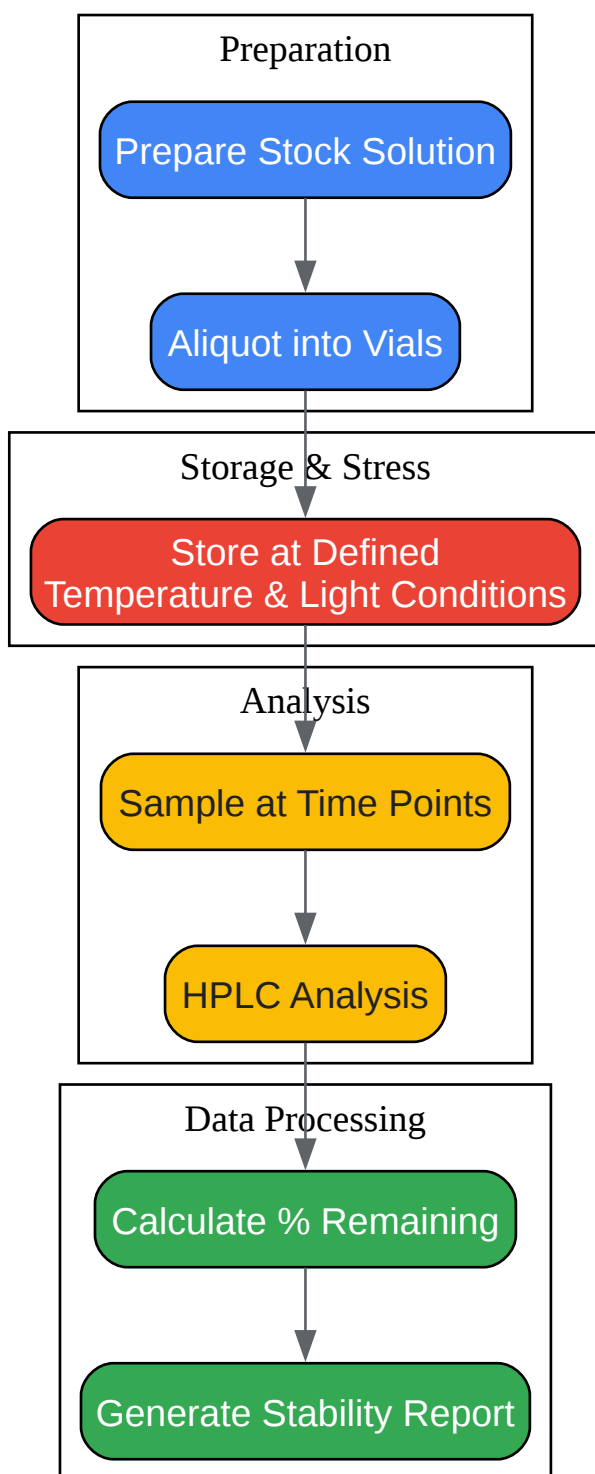 Preparation
Prepare Stock Solution
Aliquot into Vials
Storage & Stress
Store at Defined
Temperature & Light Conditions
Analysis
Sample at Time Points
HPLC Analysis
Data Processing
Calculate % Remaining
Generate Stability Report